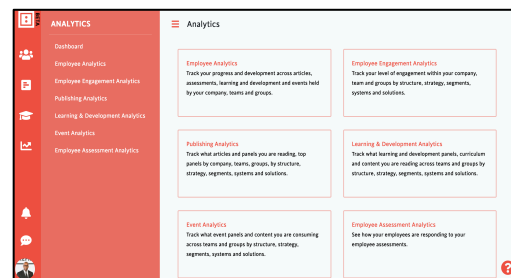 BETA
ANALYTICS
Dashboard
Employee Analytics
Employee Engagement Analytics
Publishing Analytics
Learning & Development Analytics
Event Analytics
Employee Assessment Analytics
Analytics
Employee Analytics
Track your progress and development across articles,
assessments, learning and development and events held
by your company, teams and groups.
Employee Engagement Analytics
Track your level of engagement within your company,
team and groups by structure, strategy, segments,
systems and solutions.
Publishing Analytics
Track what articles and panels you are reading, top
panels by company, teams, groups, by structure,
strategy, segments, systems and solutions.
Learning & Development Analytics
Track what learning and development panels, curriculum
and content you are reading across teams and groups by
structure, strategy, segments, systems and solutions.
Event Analytics
Track what event panels and content you are consuming
across teams and groups by structure, strategy,
segments, systems and solutions.
Employee Assessment Analytics
See how your employees are responding to your
employee assessments.
?